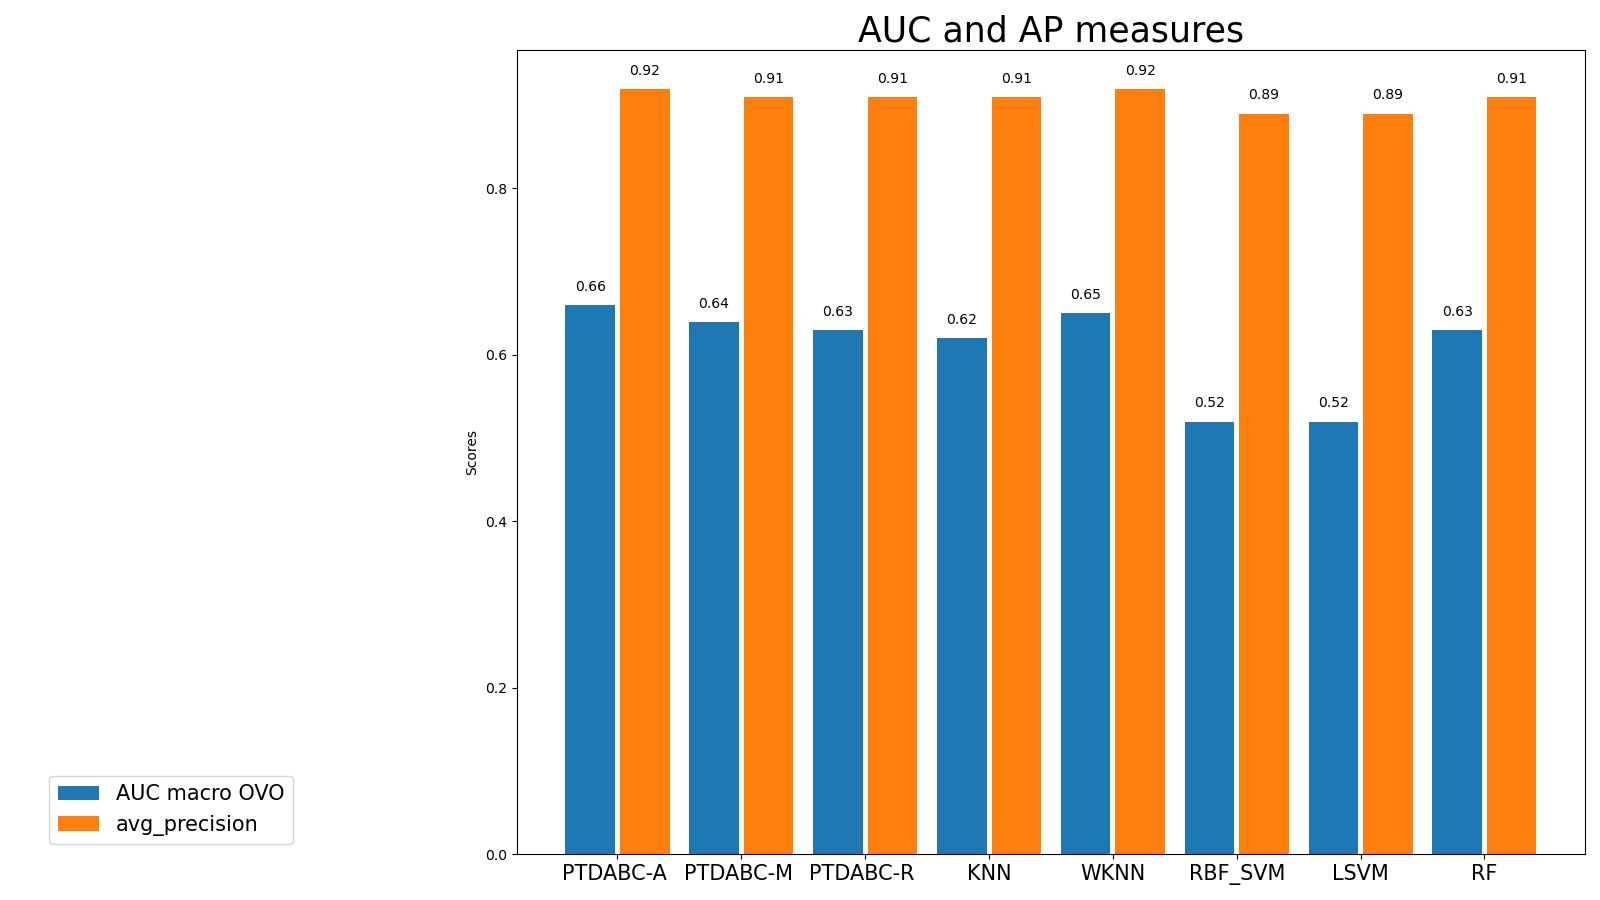 AUC and AP measures
0.92 0.91 0.91 0.91 0.92 0.89 0.89 0.91
0.66 0.64 0.63 0.62 0.65 0.52 0.52 0.63
0.8
0.6
0.4
0.2
0.0
Scores
AUC macro OVO
avg_precision
PTDABC-A PTDABC-M PTDABC-R KNN WKNN RBF_SVM LSVM RF